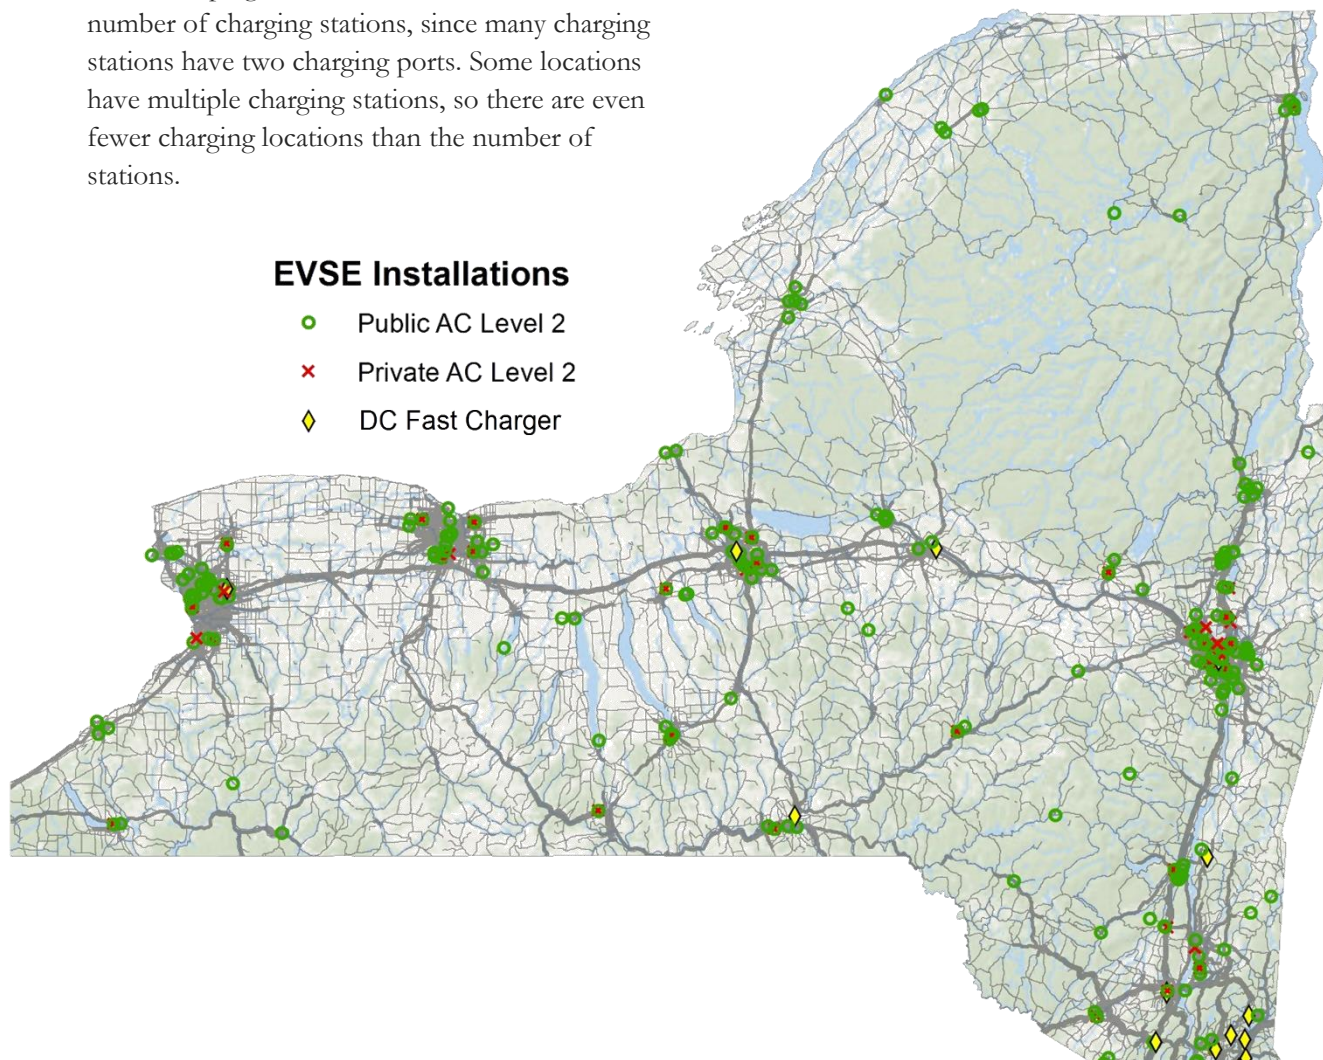 number of charging stations, since many charging
stations have two charging ports. Some locations
have multiple charging stations, so there are even
fewer charging locations than the number of
stations.
EVSE Installations
Public AC Level 2
Private AC Level 2
DC Fast Charger